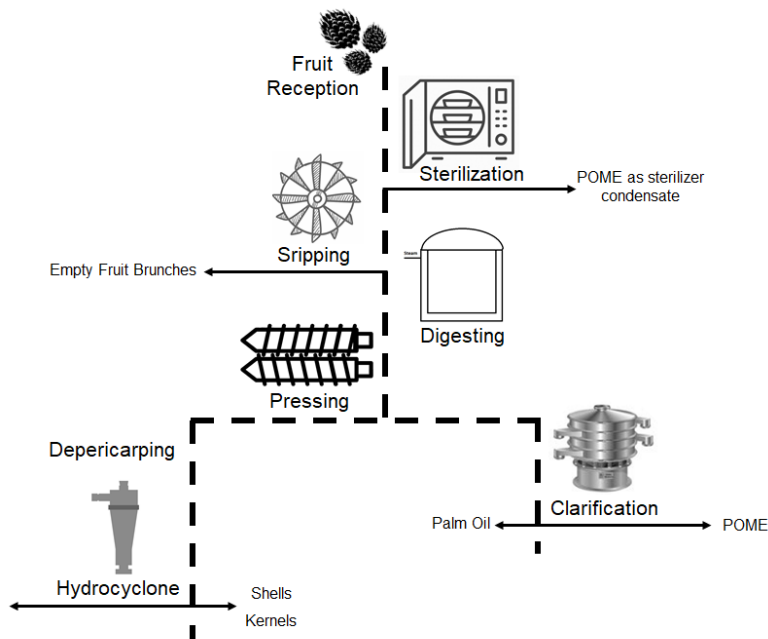 Fruit
Reception
Sterilization
POME as sterilizer
condensate
Sripping
Steam
Empty Fruit Brunches
Digesting
Pressing
Depericarping
Clarification
Palm Oil
POME
Hydrocyclone
Shells
Kernels